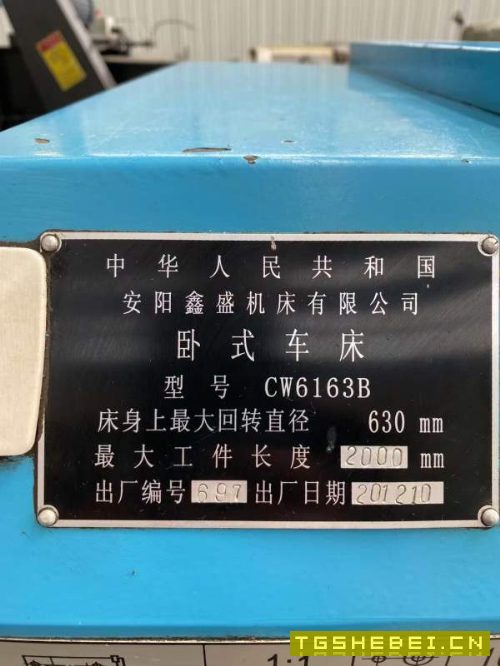 中华人民共和国
安阳鑫盛机床有限公司
卧式车床
型号 CW6163B
床身上最大回转直径 630 mm
最大工件长度 2000 mm
出厂编号 697 出厂日期 201210
1:1
TGSHEBEI.CN